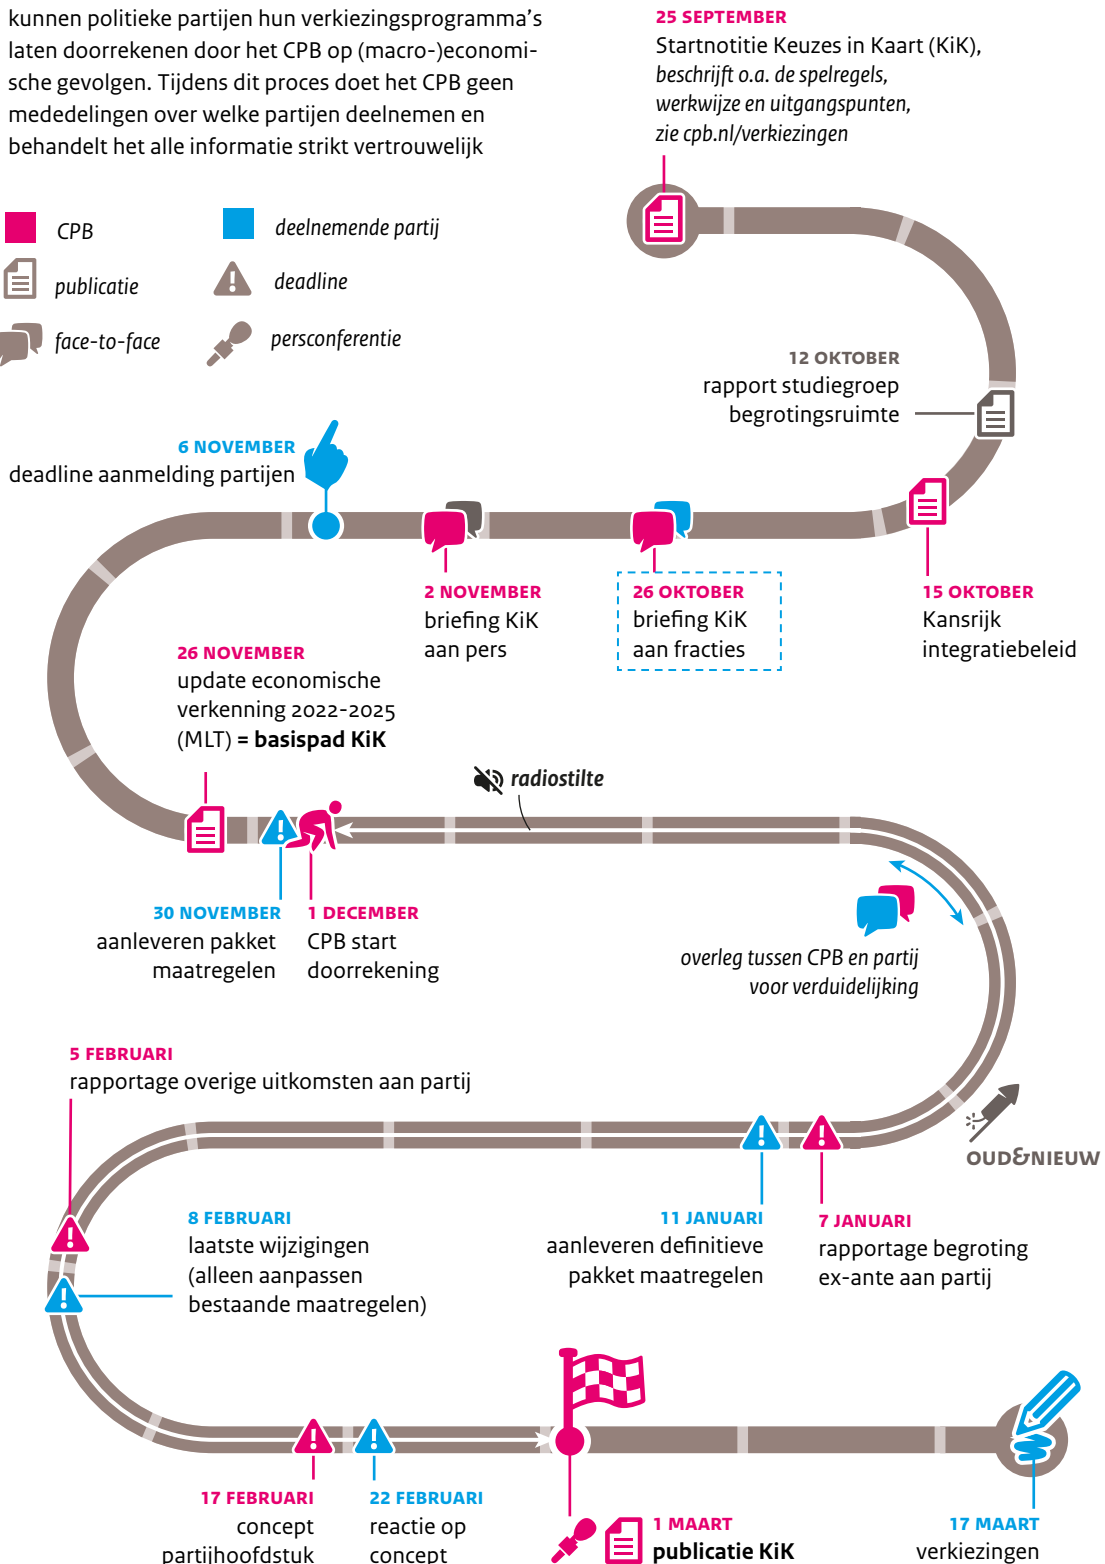 kunnen politieke partijen hun verkiezingsprogramma's
laten doorrekenen door het CPB op (macro-)economi-
sche gevolgen. Tijdens dit proces doet het CPB geen
mededelingen over welke partijen deelnemen en
behandelt het alle informatie strikt vertrouwelijk
CPB
deelnemende partij
publicatie
deadline
face-to-face
persconferentie
25 SEPTEMBER
Startnotitie Keuzes in Kaart (KiK),
beschrijft o.a. de spelregels,
werkwijze en uitgangspunten,
zie cpb.nl/verkiezingen
12 OKTOBER
rapport studiegroep
begrotingsruimte
15 OKTOBER
Kansrijk
integratiebeleid
26 OKTOBER
briefing KiK
aan fracties
2 NOVEMBER
briefing KiK
aan pers
6 NOVEMBER
deadline aanmelding partijen
26 NOVEMBER
update economische
verkenning 2022-2025
(MLT) = basispad KiK
30 NOVEMBER
aanleveren pakket
maatregelen
1 DECEMBER
CPB start
doorrekening
radiostilte
overleg tussen CPB en partij
voor verduidelijking
OUD&NIEUW
7 JANUARI
rapportage begroting
ex-ante aan partij
11 JANUARI
aanleveren definitieve
pakket maatregelen
5 FEBRUARI
rapportage overige uitkomsten aan partij
8 FEBRUARI
laatste wijzigingen
(alleen aanpassen
bestaande maatregelen)
17 FEBRUARI
concept
partijhoofdstuk
22 FEBRUARI
reactie op
concept
1 MAART
publicatie KiK
17 MAART
verkiezingen